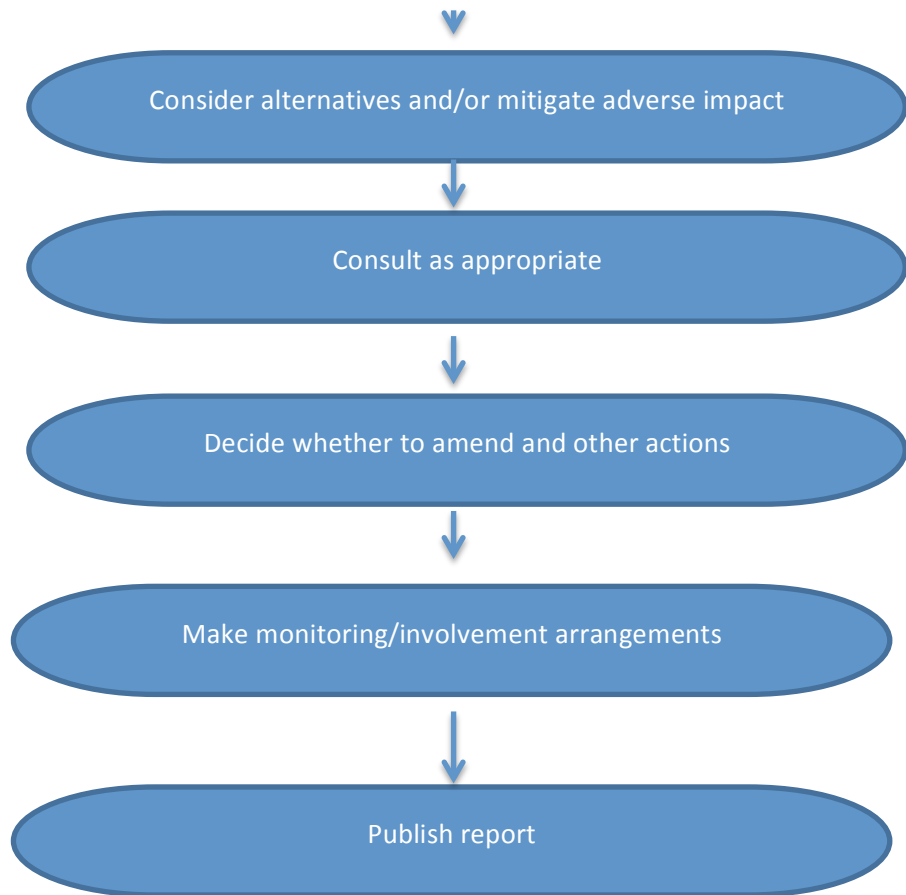 Consider alternatives and/or mitigate adverse impact
Consult as appropriate
Decide whether to amend and other actions
Make monitoring/involvement arrangements
Publish report